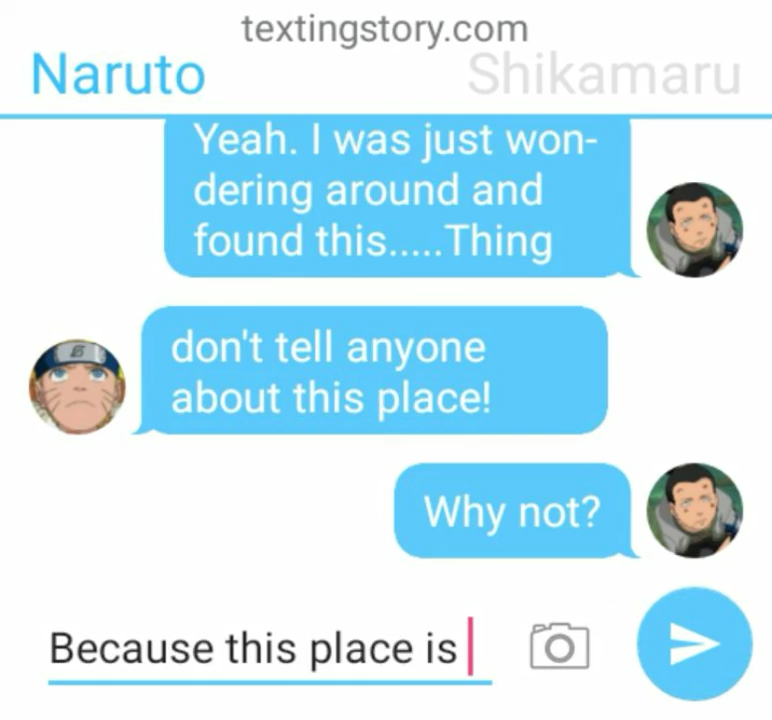 textingstory.com
Naruto
Shikamaru
Yeah. I was just won-
dering around and
found this.....Thing
don't tell anyone
about this place!
Why not?
Because this place is